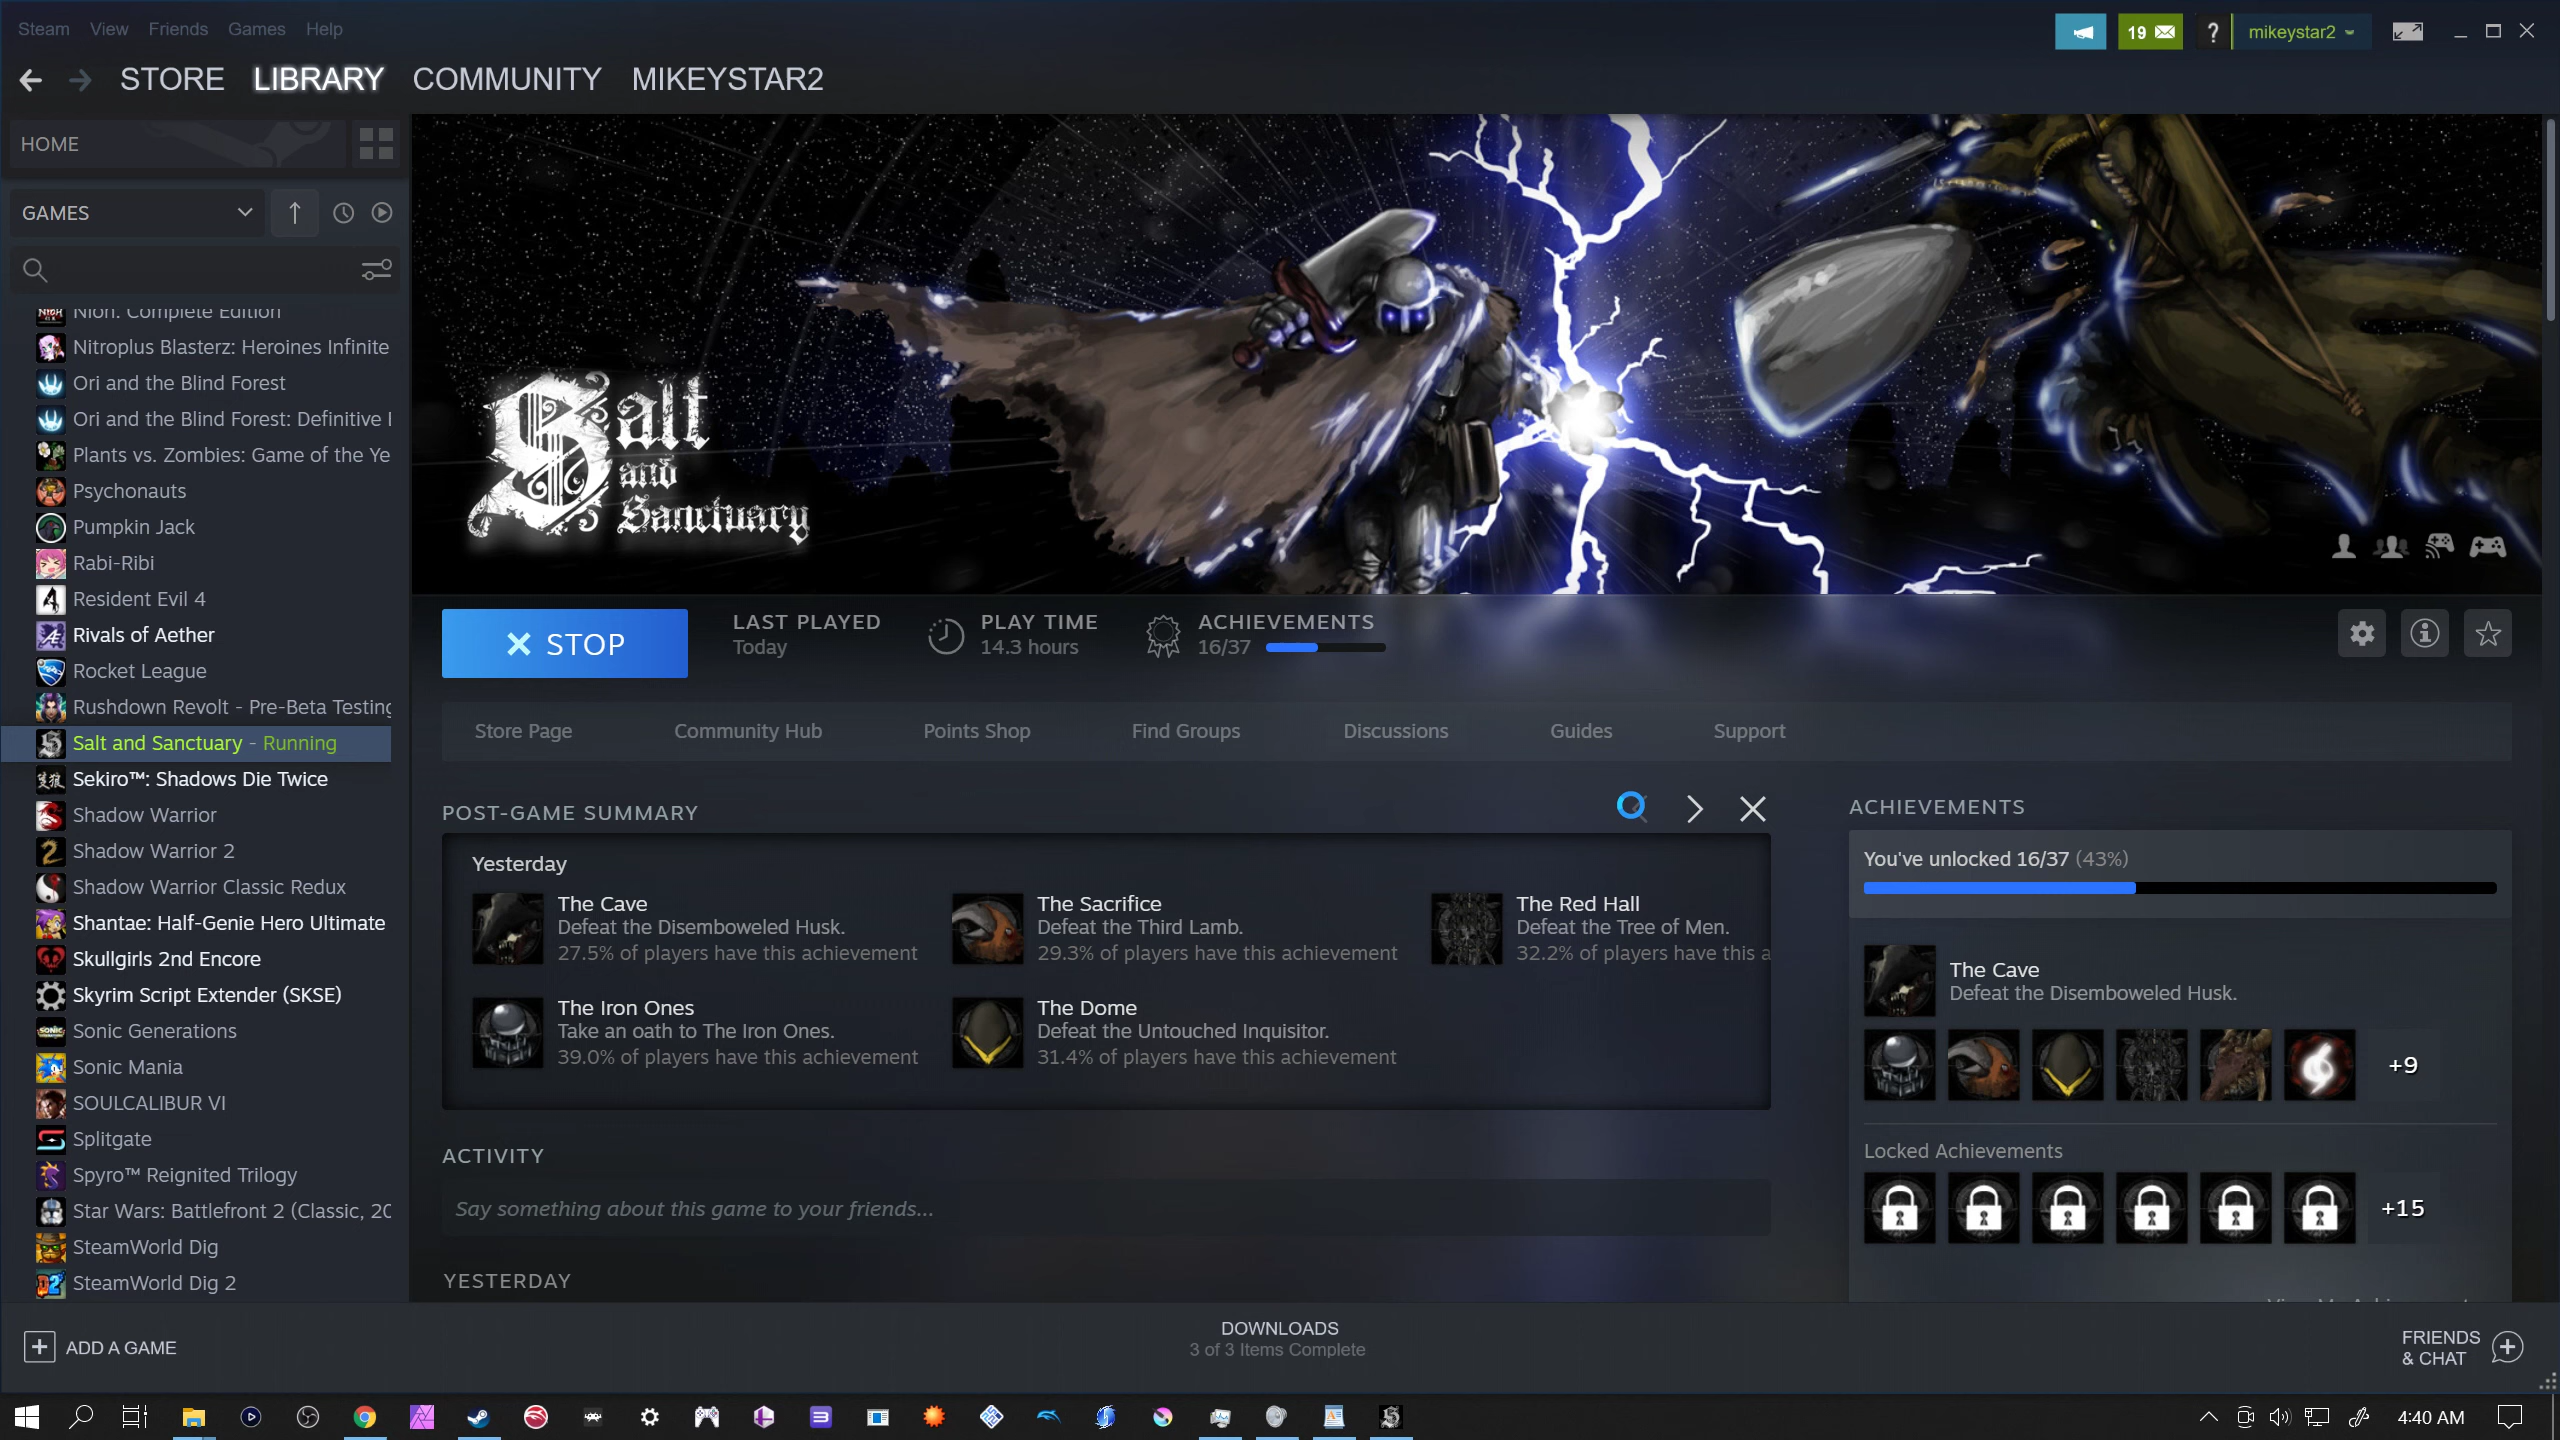 Steam View Friends Games Help
19 ? mikeystar2
STORE LIBRARY COMMUNITY MIKEYSTAR2
HOME
GAMES
Nioh: Complete Edition
Nitroplus Blasterz: Heroines Infinite
Ori and the Blind Forest
Ori and the Blind Forest: Definitive
Plants vs. Zombies: Game of the Ye
Psychonauts
Pumpkin Jack
Rabi-Ribi
Resident Evil 4
Rivals of Aether
Rocket League
Rushdown Revolt - Pre-Beta Testing
Salt and Sanctuary - Running
Sekiro™: Shadows Die Twice
Shadow Warrior
Shadow Warrior 2
Shadow Warrior Classic Redux
Shantae: Half-Genie Hero Ultimate
Skullgirls 2nd Encore
Skyrim Script Extender (SKSE)
Sonic Generations
Sonic Mania
SOULCALIBUR VI
Splitgate
Spyro™ Reignited Trilogy
Star Wars: Battlefront 2 (Classic, 20
SteamWorld Dig
SteamWorld Dig 2
Salt
and
Sanctuary
STOP
LAST PLAYED
Today
PLAY TIME
14.3 hours
ACHIEVEMENTS
16/37
Store Page Community Hub Points Shop Find Groups Discussions Guides Support
POST-GAME SUMMARY
Yesterday
The Cave
Defeat the Disemboweled Husk.
27.5% of players have this achievement
The Sacrifice
Defeat the Third Lamb.
29.3% of players have this achievement
The Red Hall
Defeat the Tree of Men.
32.2% of players have this a
The Iron Ones
Take an oath to The Iron Ones.
39.0% of players have this achievement
The Dome
Defeat the Untouched Inquisitor.
31.4% of players have this achievement
ACTIVITY
Say something about this game to your friends...
YESTERDAY
ACHIEVEMENTS
You've unlocked 16/37 (43%)
The Cave
Defeat the Disemboweled Husk.
+9
Locked Achievements
+15
ADD A GAME
DOWNLOADS
3 of 3 Items Complete
FRIENDS
& CHAT
4:40 AM